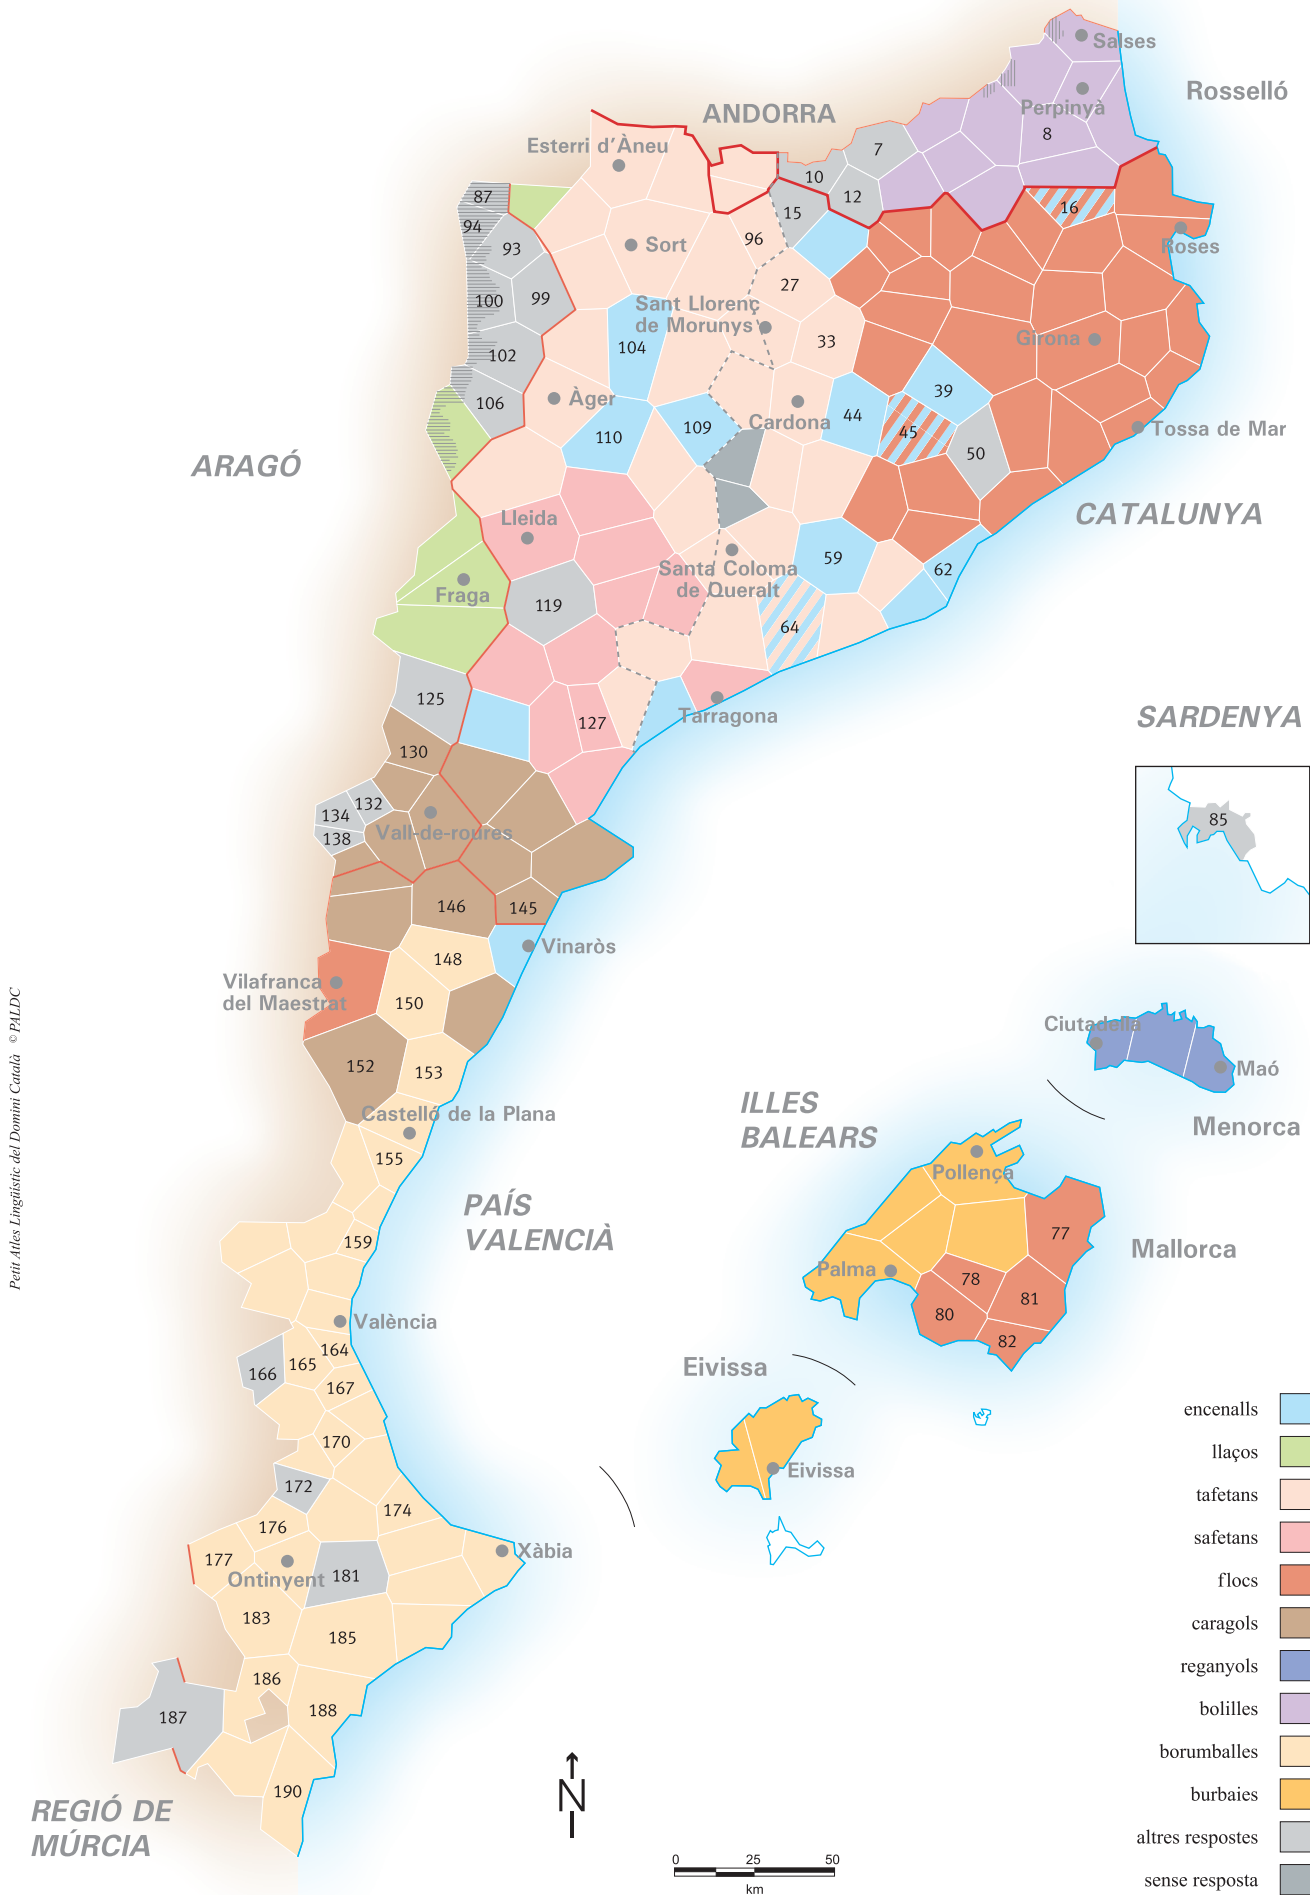 Salses
Rosselló
Perpinyà
ANDORRA
8
Esterri d'Àneu
7
10
12
87
15
16
94
93
Sort
96
Roses
27
100
99
Sant Llorenç
de Morunys
104
33
Girona
102
39
106
Àger
Cardona
44
109
110
45
Tossa de Mar
50
ARAGÓ
Lleida
CATALUNYA
59
Santa Coloma
de Queralt
62
Fraga
119
64
125
127
Tarragona
SARDENYA
130
132
134
Vall-de-roures
138
85
146
145
Vinaròs
148
Vilafranca
del Maestrat
150
Ciutadella
152
153
Maó
ILLES
BALEARS
Castelló de la Plana
Menorca
155
Pollença
PAÍS
VALENCIÀ
159
77
Mallorca
Palma
78
81
80
València
82
164
165
166
Eivissa
167
170
Eivissa
172
174
176
177
Ontinyent
181
Xàbia
183
185
186
187
188
190
REGIÓ DE
MÚRCIA
N
0 25 50
km
encenalls
llaços
tafetans
safetans
flocs
caragols
reganyols
bolilles
borumballes
burbaies
altres respostes
sense resposta
Petit Atles Lingüístic del Domini Català © PALDC